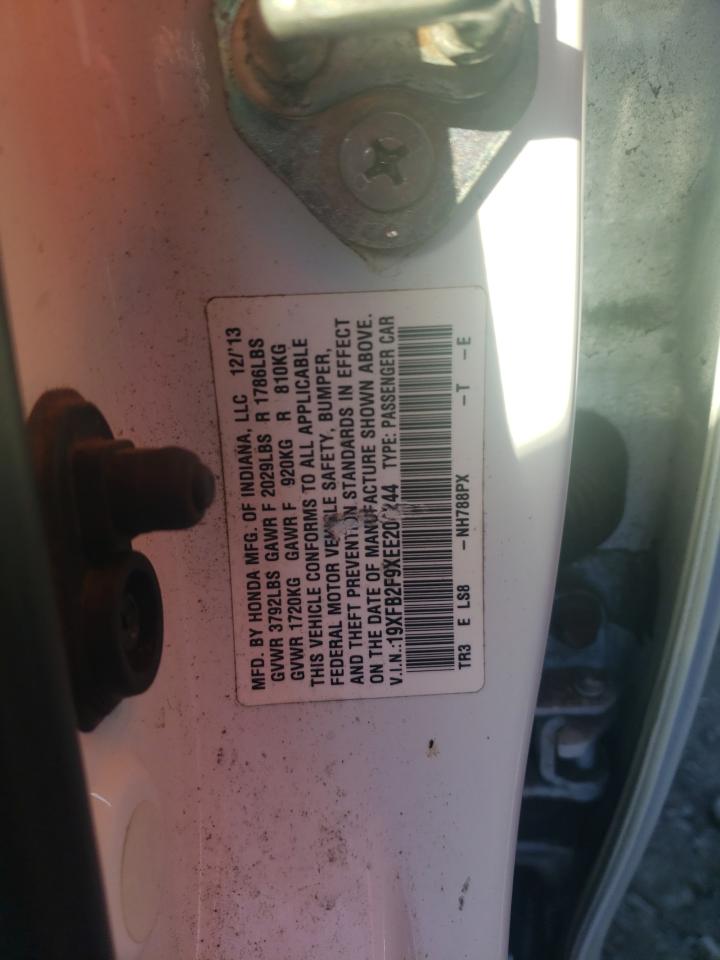 MFD. BY HONDA MFG. OF INDIANA, LLC 12/'13
GVWR 3792LBS GAWR F 2029LBS R 1786LBS
GVWR 1720KG GAWR F 920KG R 810KG
THIS VEHICLE CONFORMS TO ALL APPLICABLE
FEDERAL MOTOR VEHICLE SAFETY, BUMPER,
AND THEFT PREVENTION STANDARDS IN EFFECT
ON THE DATE OF MANUFACTURE SHOWN ABOVE.
V.I.N.: TYPE: PASSENGER CAR
TR3 E LS8 –NH788PX –T –E